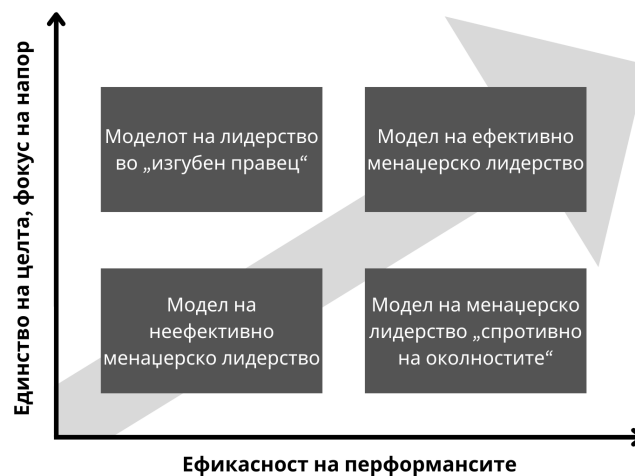 Единство на целта, фокус на напор
Моделот на лидерство
во „изгубен правец“
Модел на ефективно
менаџерско лидерство
Модел на
неефективно
менаџерско лидерство
Модел на менаџерско
лидерство „спротивно
на околностите“
Ефикасност на перформансите